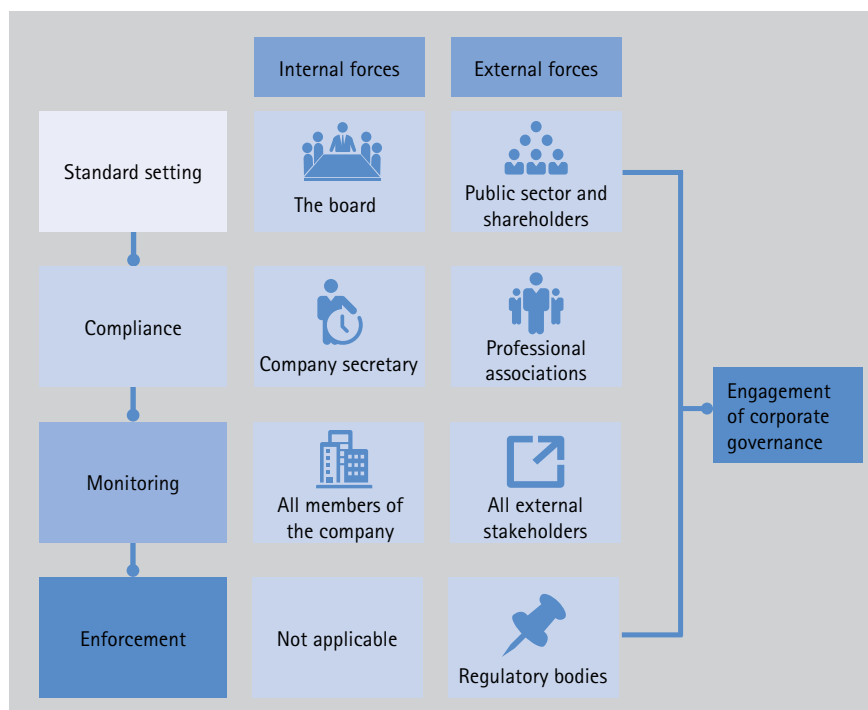 Internal forces
External forces
Standard setting
The board
Public sector and
shareholders
Compliance
Company secretary
Professional
associations
Engagement
of corporate
governance
Monitoring
All members of
the company
All external
stakeholders
Enforcement
Not applicable
Regulatory bodies